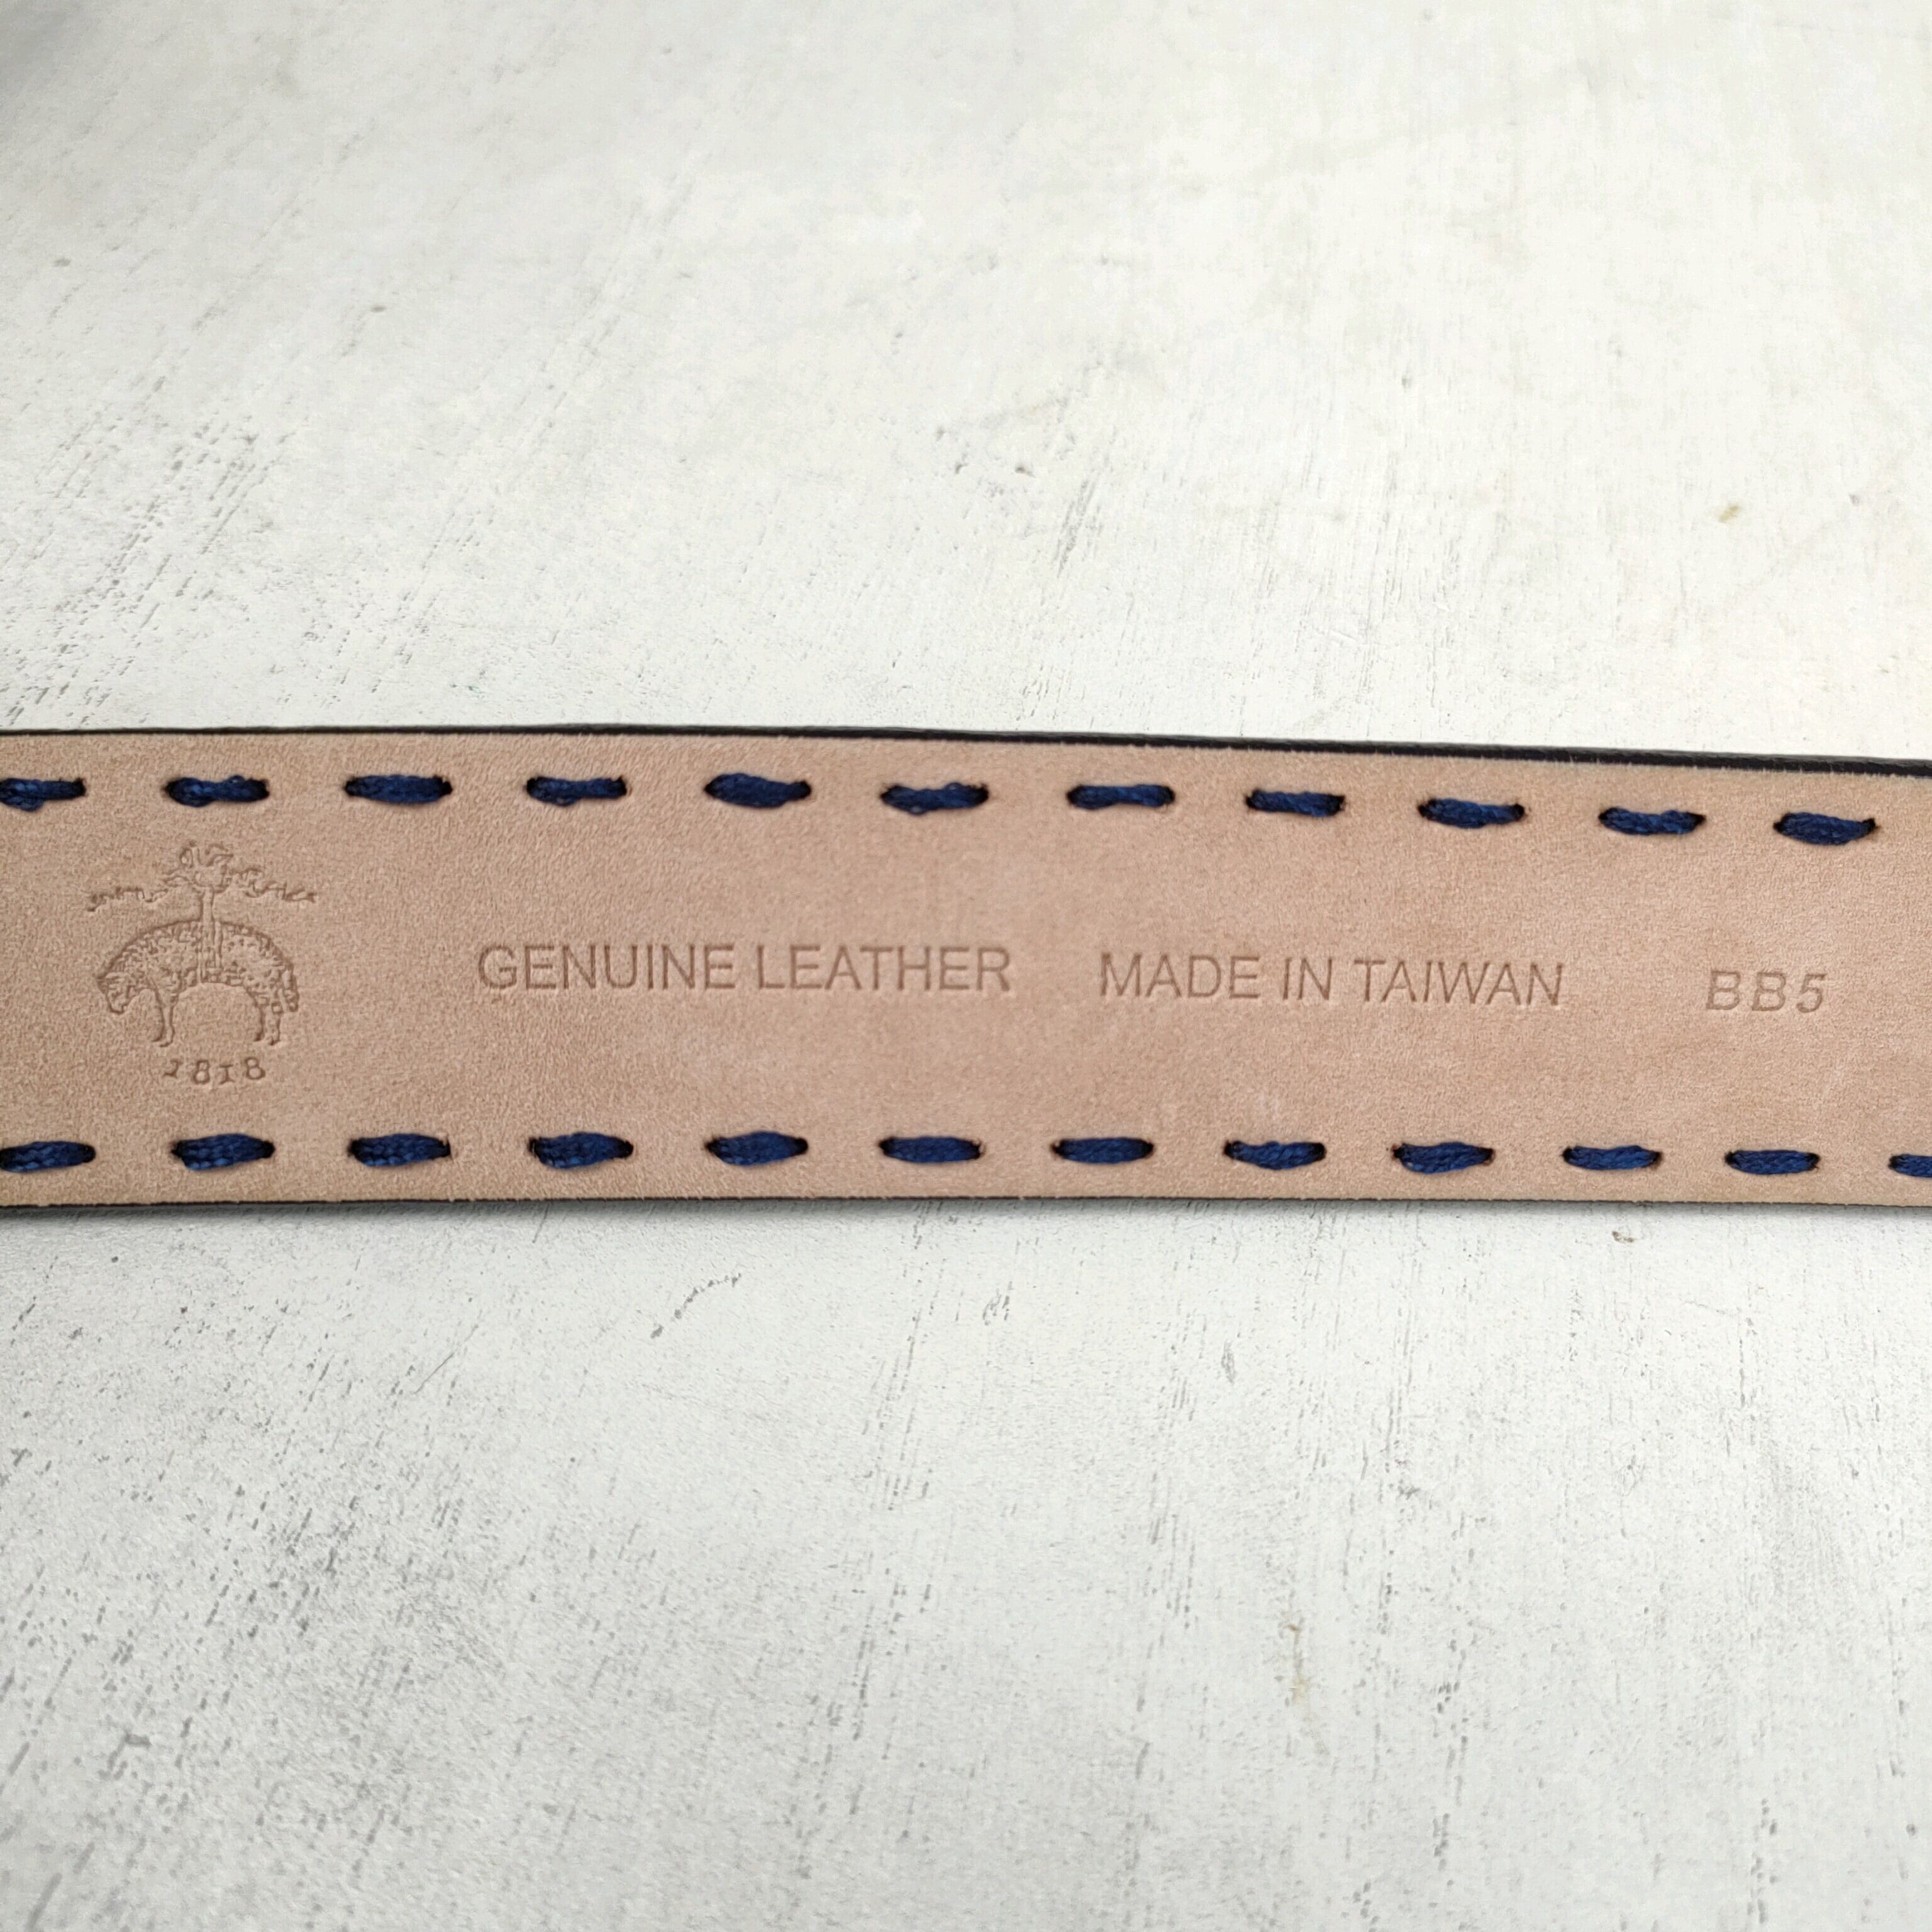 GENUINE LEATHER MADE IN TAIWAN BB5
1818